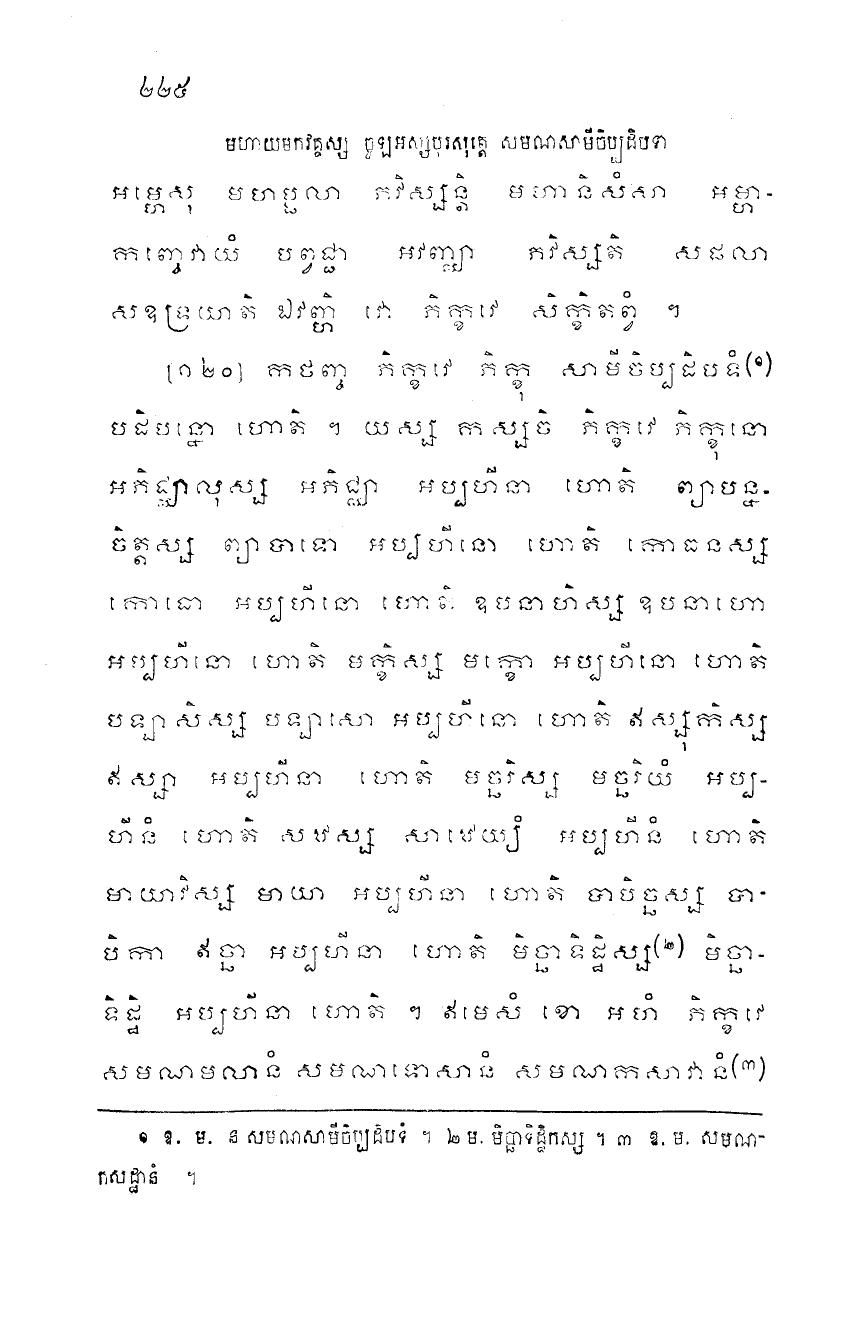 ២២៥
មហាយមកវគ្គស្ស ចូឡអស្សបុរសុត្តេ សមណសាមីចិប្បដិបទា
អម្ហេសុ មហប្ផលា ភវិស្សន្តិ មហានិសំសា អម្ហា-
កញ្ចេវាយំ បព្វជ្ជា អវញ្ឈា ភវិស្សតិ សផលា
សឧទ្រយាតិ ឯវញ្ហិ វោ ភិក្ខវេ សិក្ខិតព្វំ ។
[១២០] កថញ្ច ភិក្ខវេ ភិក្ខុ សាមីចិប្បដិបទំ(១)
បដិបន្នោ ហោតិ ។ យស្ស កស្សចិ ភិក្ខវេ ភិក្ខុនោ
អភិជ្ឈាលុស្ស អភិជ្ឈា អប្បហីនា ហោតិ ព្យាបន្ន-
ចិត្តស្ស ព្យាបាទោ អប្បហីនោ ហោតិ កោធនស្ស
កោធោ អប្បហីនោ ហោតិ ឧបនាហិស្ស ឧបនាហោ
អប្បហីនោ ហោតិ មក្ខិស្ស មក្ខោ អប្បហីនោ ហោតិ
បឡាសិស្ស បឡាសោ អប្បហីនោ ហោតិ ឥស្សុកិស្ស
ឥស្សា អប្បហីនា ហោតិ មច្ឆរិស្ស មច្ឆរិយំ អប្ប-
ហីនំ ហោតិ សឋស្ស សាឋេយ្យំ អប្បហីនំ ហោតិ
មាយាវិស្ស មាយា អប្បហីនា ហោតិ បាបិច្ឆស្ស បា-
បិកា ឥច្ឆា អប្បហីនា ហោតិ មិច្ឆាទិដ្ឋិស្ស(២) មិច្ឆា-
ទិដ្ឋិ អប្បហីនា ហោតិ ។ ឥមេសំ ខោ អហំ ភិក្ខវេ
សមណមលានំ សមណទោសានំ សមណកសាវានំ(៣)
១ ឱ. ម. ន សមណសាមីចិប្បដិបទំ ។ ២ ម. មិច្ឆាទិដ្ឋិកស្ស ។ ៣ ឱ. ម. សមណ-
កសដ្ឋានំ ។